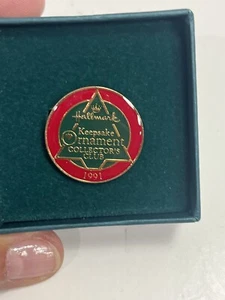 Hallmark
Keepsake
Ornament
COLLECTOR'S
CLUB
1991